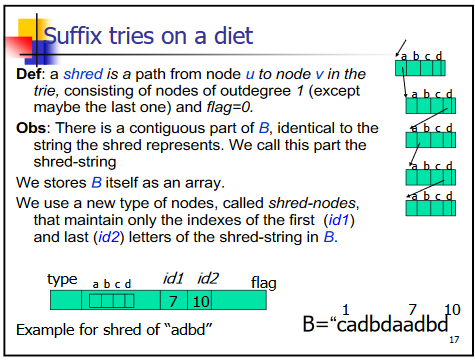 Suffix tries on a diet
Def: a shred is a path from node u to node v in the
trie, consisting of nodes of outdegree 1 (except
maybe the last one) and flag=0.
Obs: There is a contiguous part of B, identical to the
string the shred represents. We call this part the
shred-string
We stores B itself as an array.
We use a new type of nodes, called shred-nodes,
that maintain only the indexes of the first (id1)
and last (id2) letters of the shred-string in B.
a b c d
a b c d
a b c d
a b c d
a b c d
type a b c d id1 id2 flag
7 10
Example for shred of "adbd"
1 7 10
B="cadbdaadbd
17